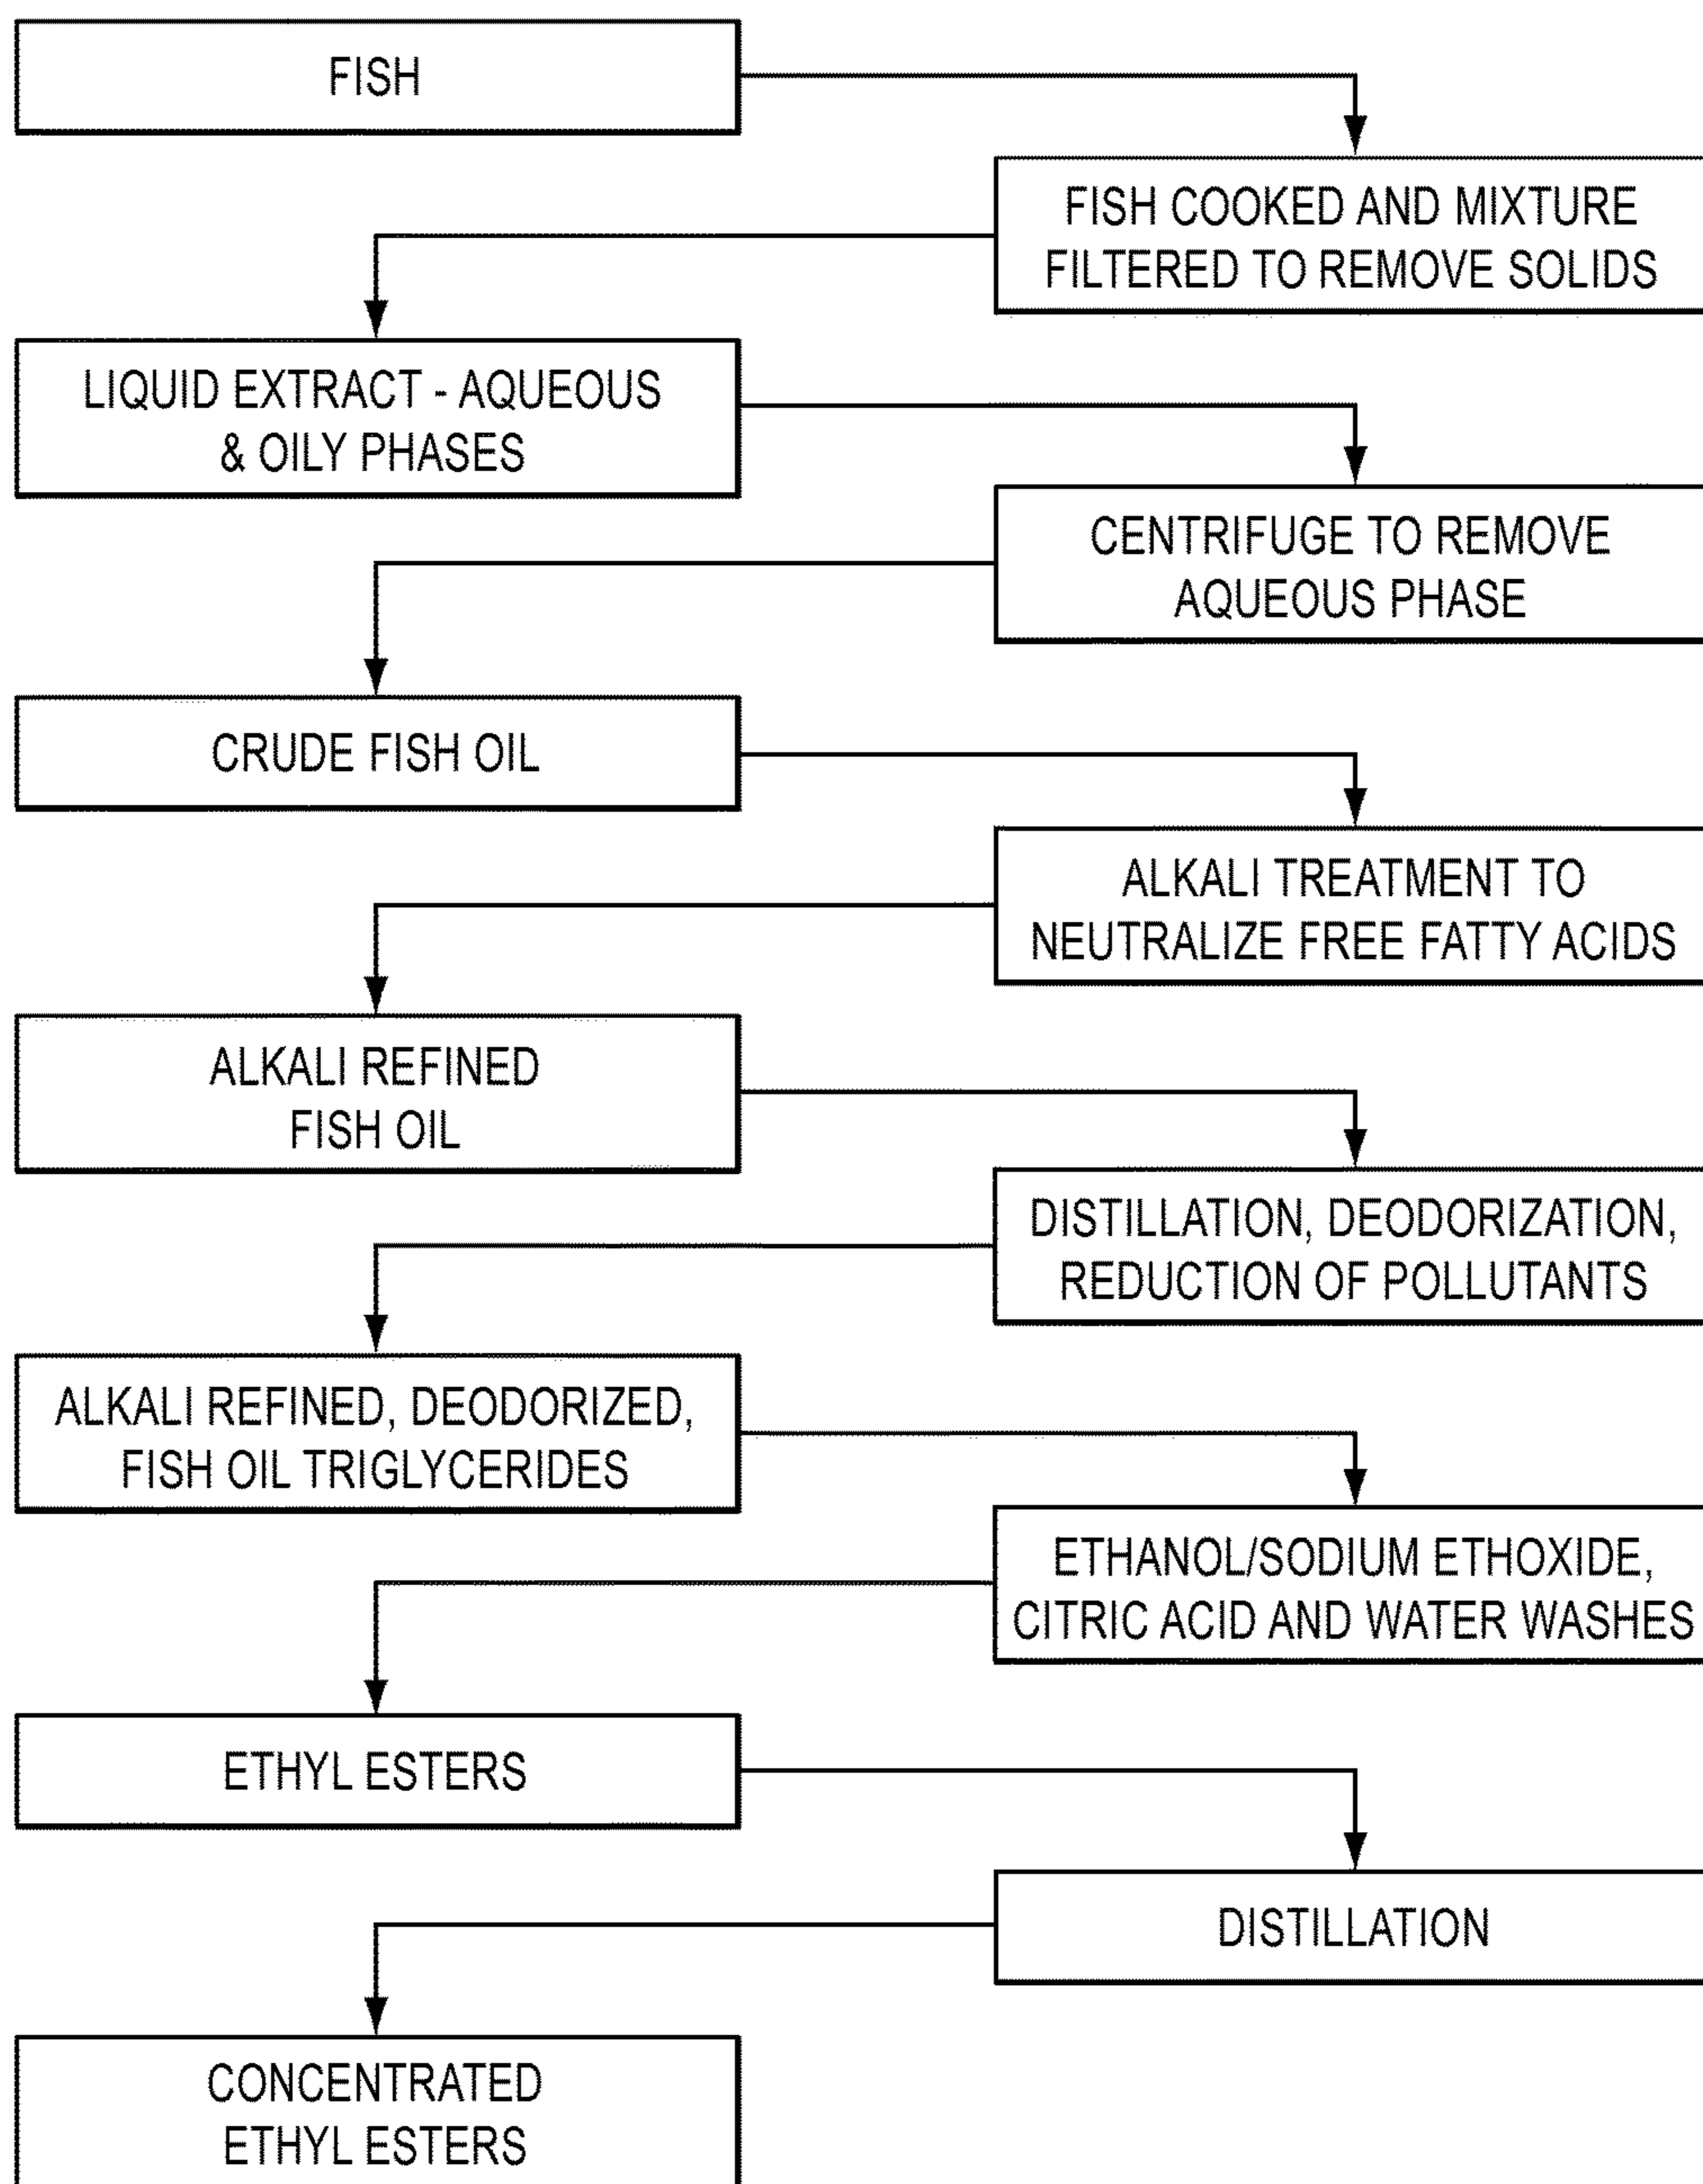 FISH
FISH COOKED AND MIXTURE
FILTERED TO REMOVE SOLIDS
LIQUID EXTRACT - AQUEOUS
& OILY PHASES
CENTRIFUGE TO REMOVE
AQUEOUS PHASE
CRUDE FISH OIL
ALKALI TREATMENT TO
NEUTRALIZE FREE FATTY ACIDS
ALKALI REFINED
FISH OIL
DISTILLATION, DEODORIZATION,
REDUCTION OF POLLUTANTS
ALKALI REFINED, DEODORIZED,
FISH OIL TRIGLYCERIDES
ETHANOL/SODIUM ETHOXIDE,
CITRIC ACID AND WATER WASHES
ETHYL ESTERS
DISTILLATION
CONCENTRATED
ETHYL ESTERS